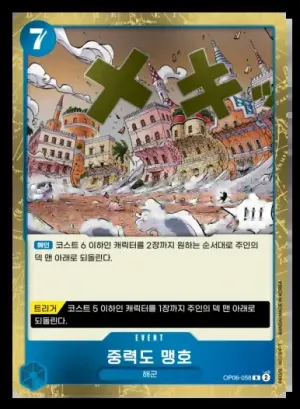 7
メキッ
메인 코스트 6 이하인 캐릭터를 2장까지 원하는 순서대로 주인의
덱 맨 아래로 되돌린다.
트리거 코스트 5 이하인 캐릭터를 1장까지 주인의 덱 맨 아래로
되돌린다.
EVENT
중력도 맹호
해군
OP06-058 R 2